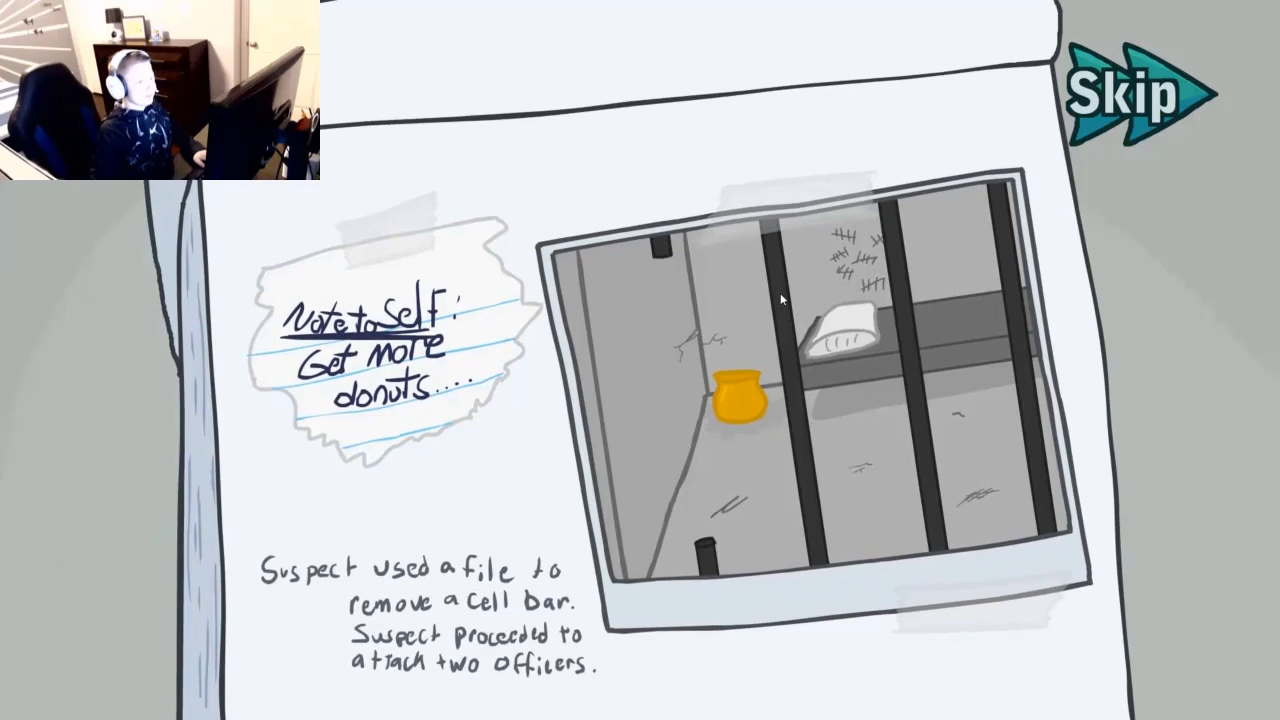 Skip
Note to Self:
Get More
donuts....
Suspect used a file to
remove a cell bar.
Suspect proceeded to
attack two officers.